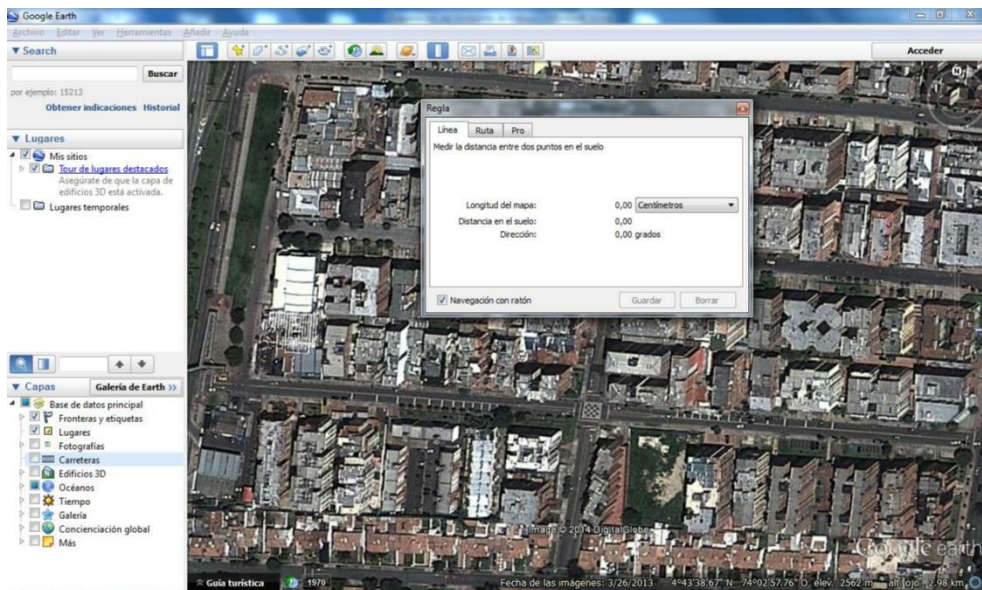 Google Earth
Archivo Editar Ver Herramientas Añadir Ayuda
Search
Buscar
por ejemplo: 15213
Obtener indicaciones Historial
Lugares
Mis sitios
Tour de lugares destacados
Asegúrate de que la capa de
edificios 3D está activada.
Lugares temporales
Capas
Galería de Earth >>
Base de datos principal
Fronteras y etiquetas
Lugares
Fotografías
Carreteras
Edificios 3D
Océanos
Tiempo
Galería
Concienciación global
Más
Acceder
N
Regla
Línea Ruta Pro
Medir la distancia entre dos puntos en el suelo
Longitud del mapa: 0,00 Centímetros
Distancia en el suelo: 0,00
Dirección: 0,00 grados
Navegación con ratón
Guardar Borrar
Image © 2014 DigitalGlobe
Google earth
Guía turística
1970
Fecha de las imágenes: 3/26/2013 4°43'38.67" N 74°02'57.76" O elev. 2562 m alt. ojo 2.98 km